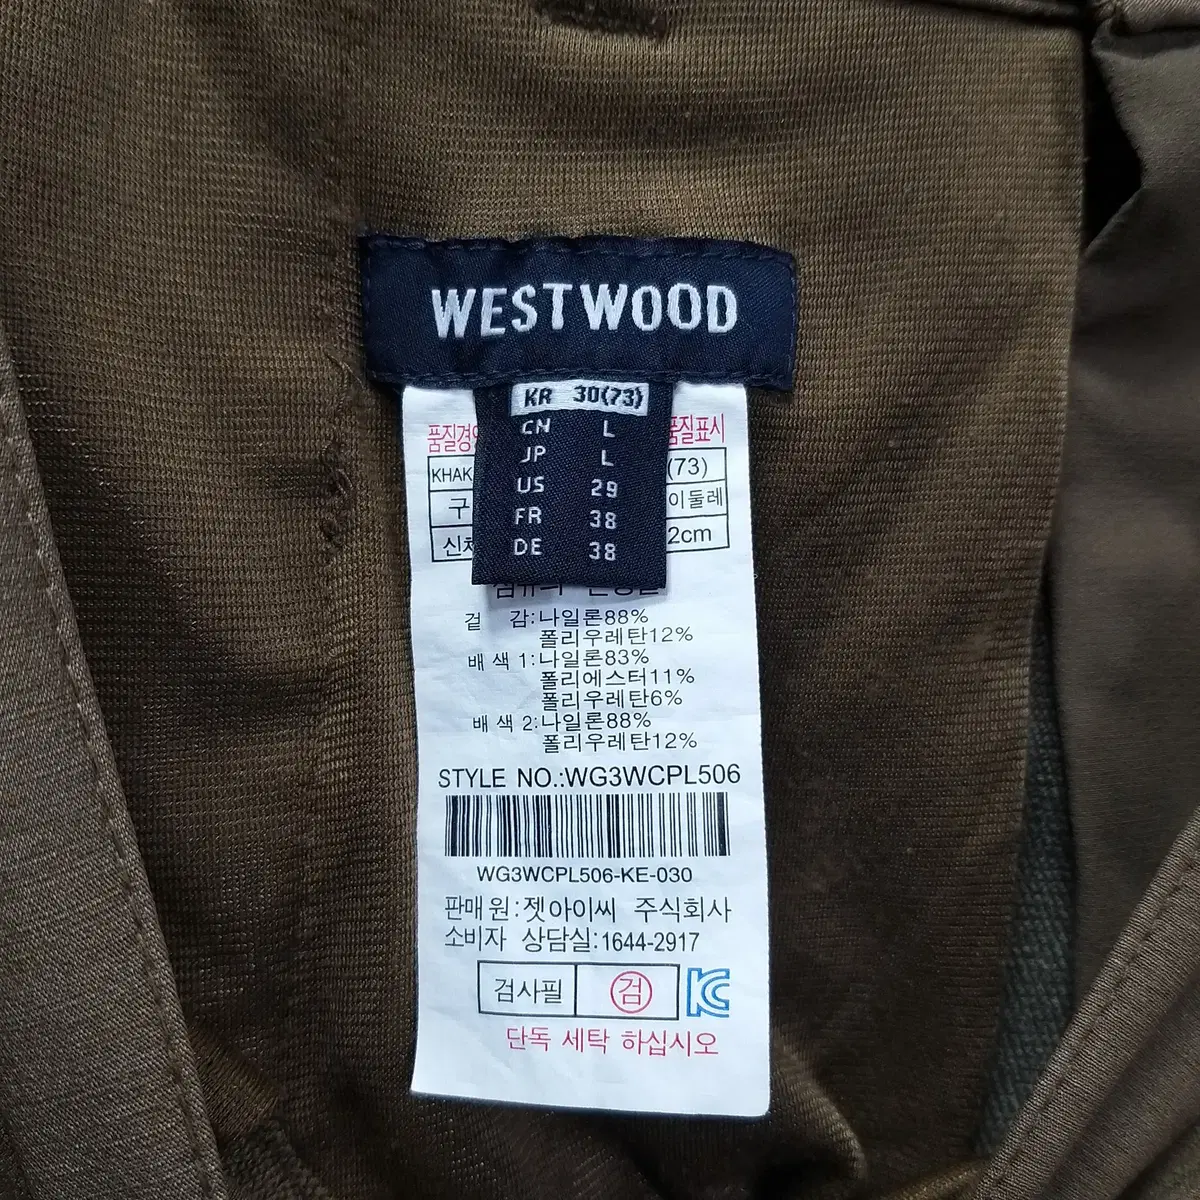 WESTWOOD
KR 30(73)
CN L
JP L
US 29
FR 38
DE 38
품질경
품질표시
KHAK
(73)
구
이둘레
신체
2cm
겉 감:나일론88%
폴리우레탄12%
배색1:나일론83%
폴리에스터11%
폴리우레탄6%
배색2:나일론88%
폴리우레탄12%
STYLE NO.:WG3WCPL506
WG3WCPL506-KE-030
판매원:젯아이씨 주식회사
소비자 상담실:1644-2917
검사필 검 KC
단독 세탁 하십시오